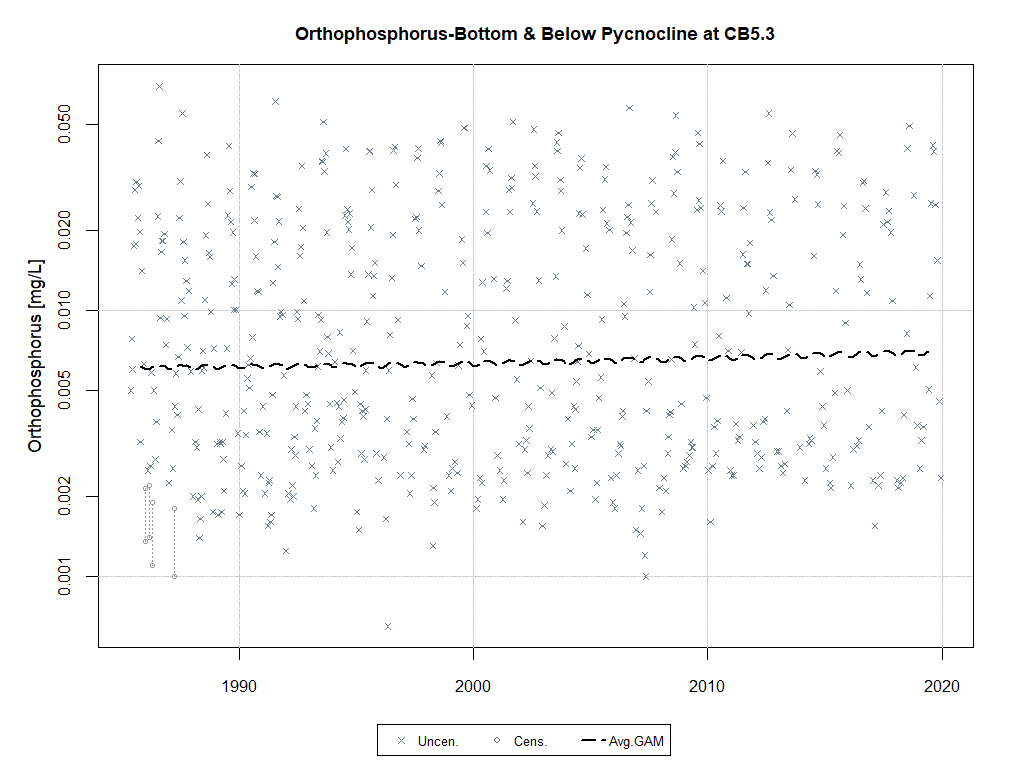 Orthophosphorus-Bottom & Below Pycnocline at CB5.3
Orthophosphorus [mg/L]
0.050
0.020
0.010
0.005
0.002
0.001
1990
2000
2010
2020
Uncen.
Cens.
Avg.GAM